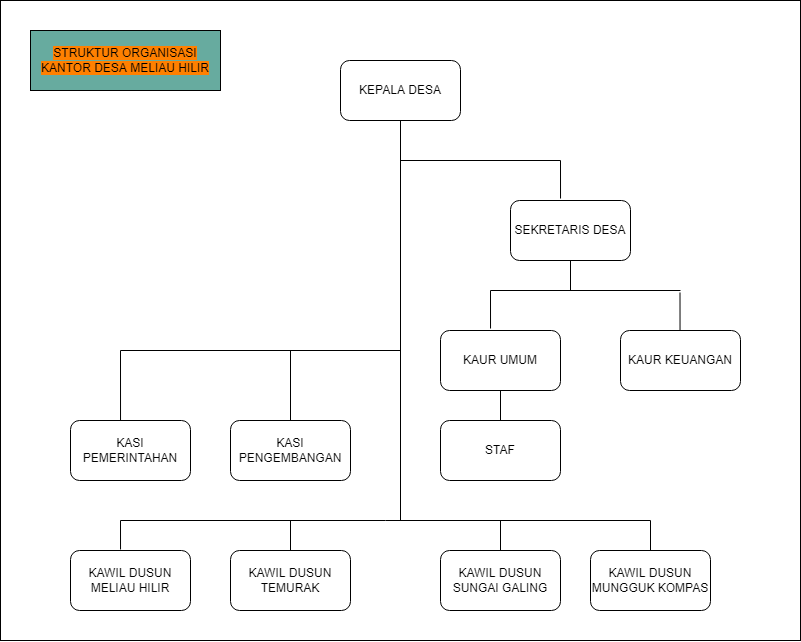 STRUKTUR ORGANISASI
KANTOR DESA MELIAU HILIR
KEPALA DESA
SEKRETARIS DESA
KAUR UMUM
KAUR KEUANGAN
KASI
PEMERINTAHAN
KASI
PENGEMBANGAN
STAF
KAWIL DUSUN
MELIAU HILIR
KAWIL DUSUN
TEMURAK
KAWIL DUSUN
SUNGAI GALING
KAWIL DUSUN
MUNGGUK KOMPAS